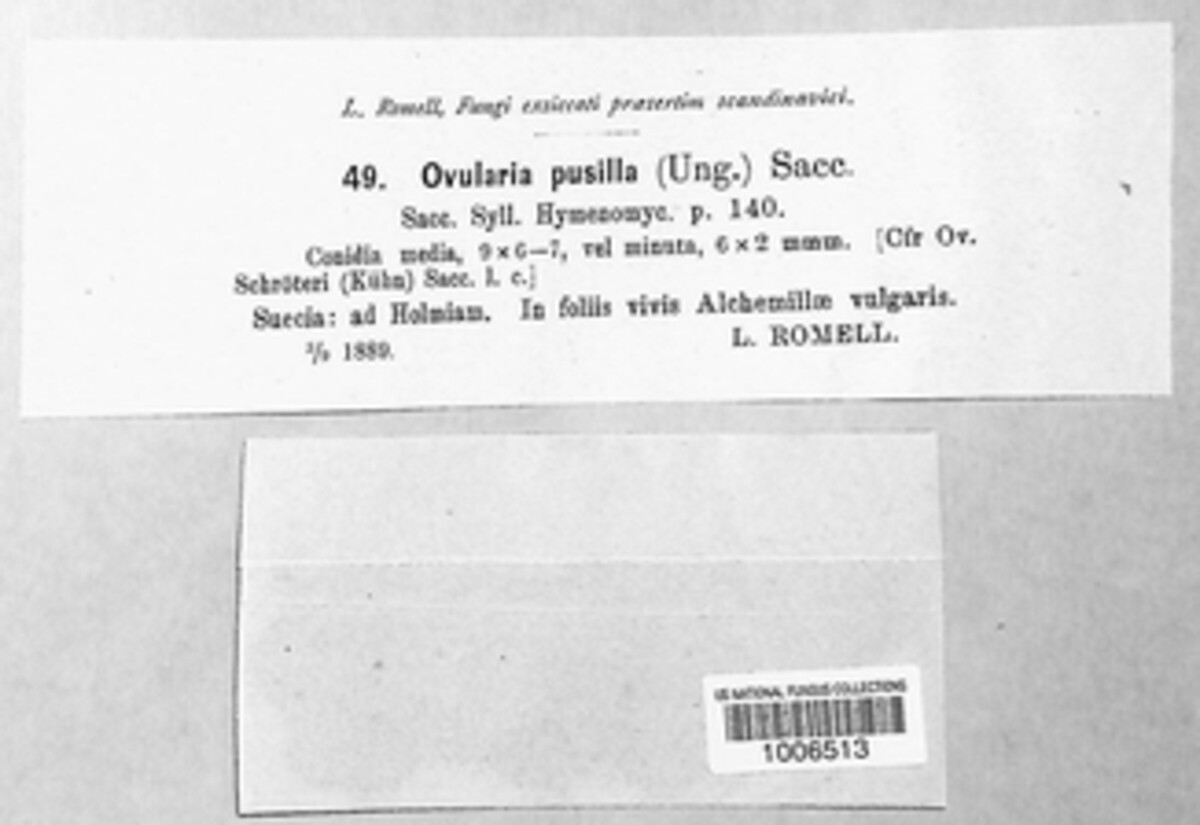 L. Romell, Fungi exsiccati præsertim scandinavici.
49. Ovularia pusilla (Ung.) Sacc.
Sacc. Syll. Hymenomyc. p. 140.
Conidia media, 9 × 6–7, vel minuta, 6 × 2 mmm. [Cfr Ov.
Schröteri (Kühn) Sacc. l. c.]
Suecia: ad Holmiam. In foliis vivis Alchemillæ vulgaris.
1889. L. ROMELL.
US NATIONAL FUNGUS COLLECTIONS
1006513